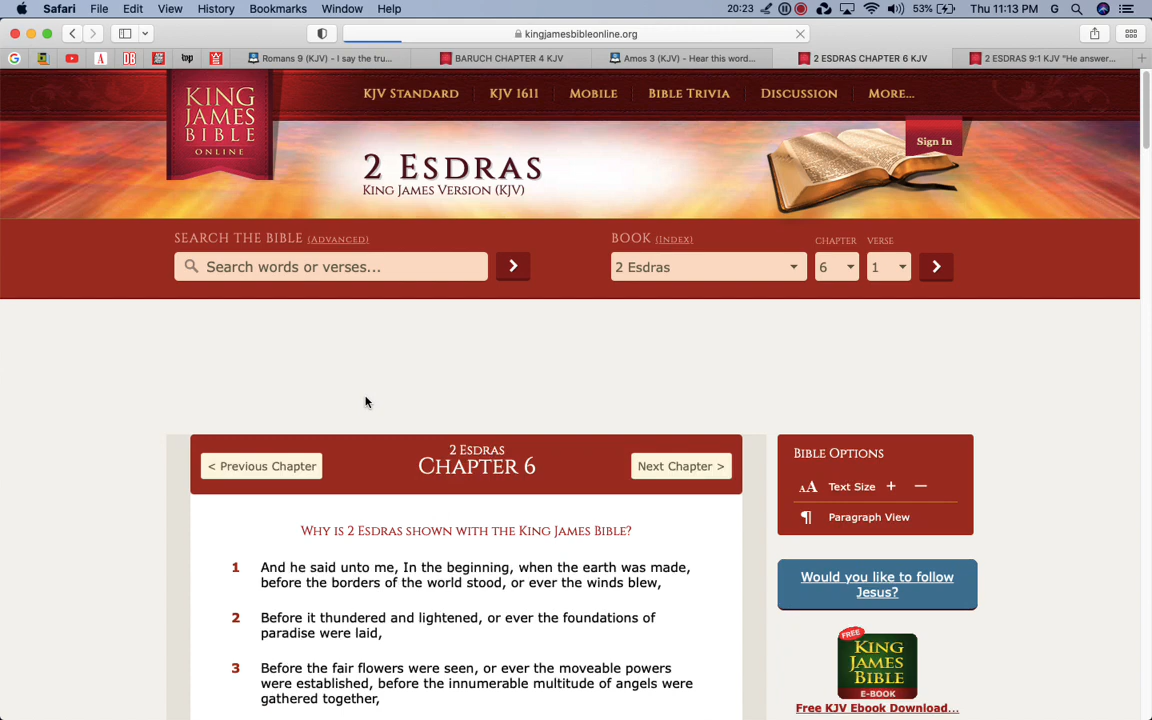 Safari File Edit View History Bookmarks Window Help 20:23 53% Thu 11:13 PM G
kingjamesbibleonline.org
Romans 9 (KJV) - I say the tru... BARUCH CHAPTER 4 KJV Amos 3 (KJV) - Hear this word... 2 ESDRAS CHAPTER 6 KJV 2 ESDRAS 9:1 KJV "He answer...
KING JAMES BIBLE ONLINE
KJV STANDARD KJV 1611 MOBILE BIBLE TRIVIA DISCUSSION MORE...
Sign In
2 ESDRAS
KING JAMES VERSION (KJV)
SEARCH THE BIBLE (ADVANCED) BOOK (INDEX) CHAPTER VERSE
Search words or verses... 2 Esdras 6 1
< Previous Chapter
2 ESDRAS
CHAPTER 6
Next Chapter >
WHY IS 2 ESDRAS SHOWN WITH THE KING JAMES BIBLE?
1 And he said unto me, In the beginning, when the earth was made,
before the borders of the world stood, or ever the winds blew,
2 Before it thundered and lightened, or ever the foundations of
paradise were laid,
3 Before the fair flowers were seen, or ever the moveable powers
were established, before the innumerable multitude of angels were
gathered together,
BIBLE OPTIONS
AA Text Size + −
¶ Paragraph View
Would you like to follow
Jesus?
FREE
KING
JAMES
BIBLE
E-BOOK
Free KJV Ebook Download...